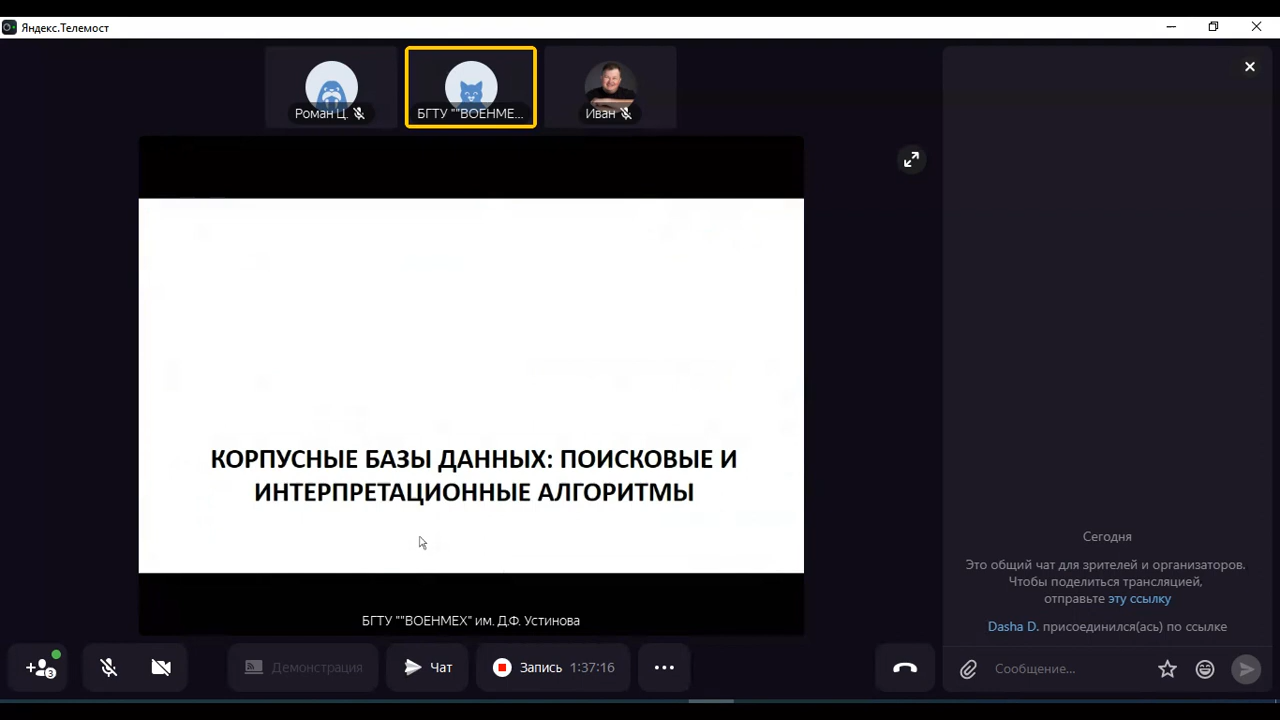 Яндекс.Телемост
Роман Ц.
БГТУ ""ВОЕНМЕ...
Иван
КОРПУСНЫЕ БАЗЫ ДАННЫХ: ПОИСКОВЫЕ И
ИНТЕРПРЕТАЦИОННЫЕ АЛГОРИТМЫ
БГТУ ""ВОЕНМЕХ" им. Д.Ф. Устинова
Сегодня
Это общий чат для зрителей и организаторов.
Чтобы поделиться трансляцией,
отправьте эту ссылку
Dasha D. присоединился(ась) по ссылке
3
Демонстрация
Чат
Запись 1:37:16
Сообщение...